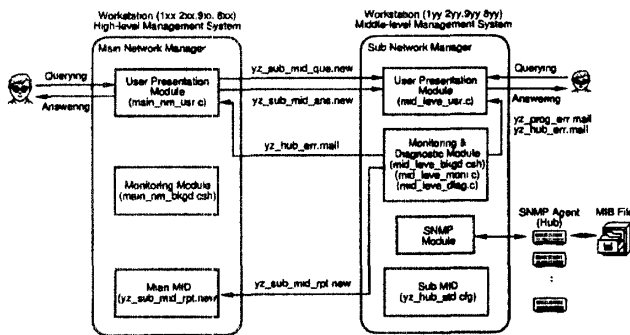 Workstation (1xx 2xx.9xx. 8xx)
High-level Management System
Workstation (1yy 2yy.9yy 8yy)
Middle-level Management System
Main Network Manager
Sub Network Manager
Querying
Answering
User Presentation
Module
(main_nm_usr c)
yz_sub_mid_que.new
yz_sub_mid_ans.new
User Presentation
Module
(mid_leve_usr.c)
Querying
Answering
yz_prog_err.mail
yz_hub_err.mail
yz_hub_err.mail
Monitoring &
Diagnostic Module
(mid_leve_bkgd csh)
(mid_leve_moni c)
(mid_leve_diag.c)
Monitoring Module
(main_nm_bkgd csh)
SNMP
Module
SNMP Agent
(Hub)
MIB File
Main MID
(yz_sub_mid_rpt.new)
yz_sub_mid_rpt.new
Sub MID
(yz_hub_std cfg)